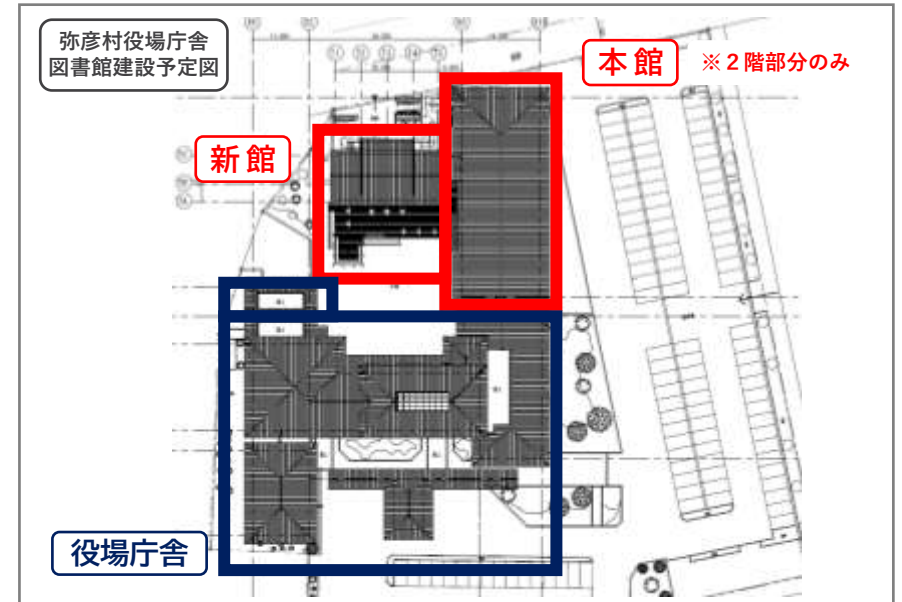 弥彦村役場庁舎
図書館建設予定図
本館 ※２階部分のみ
新館
役場庁舎